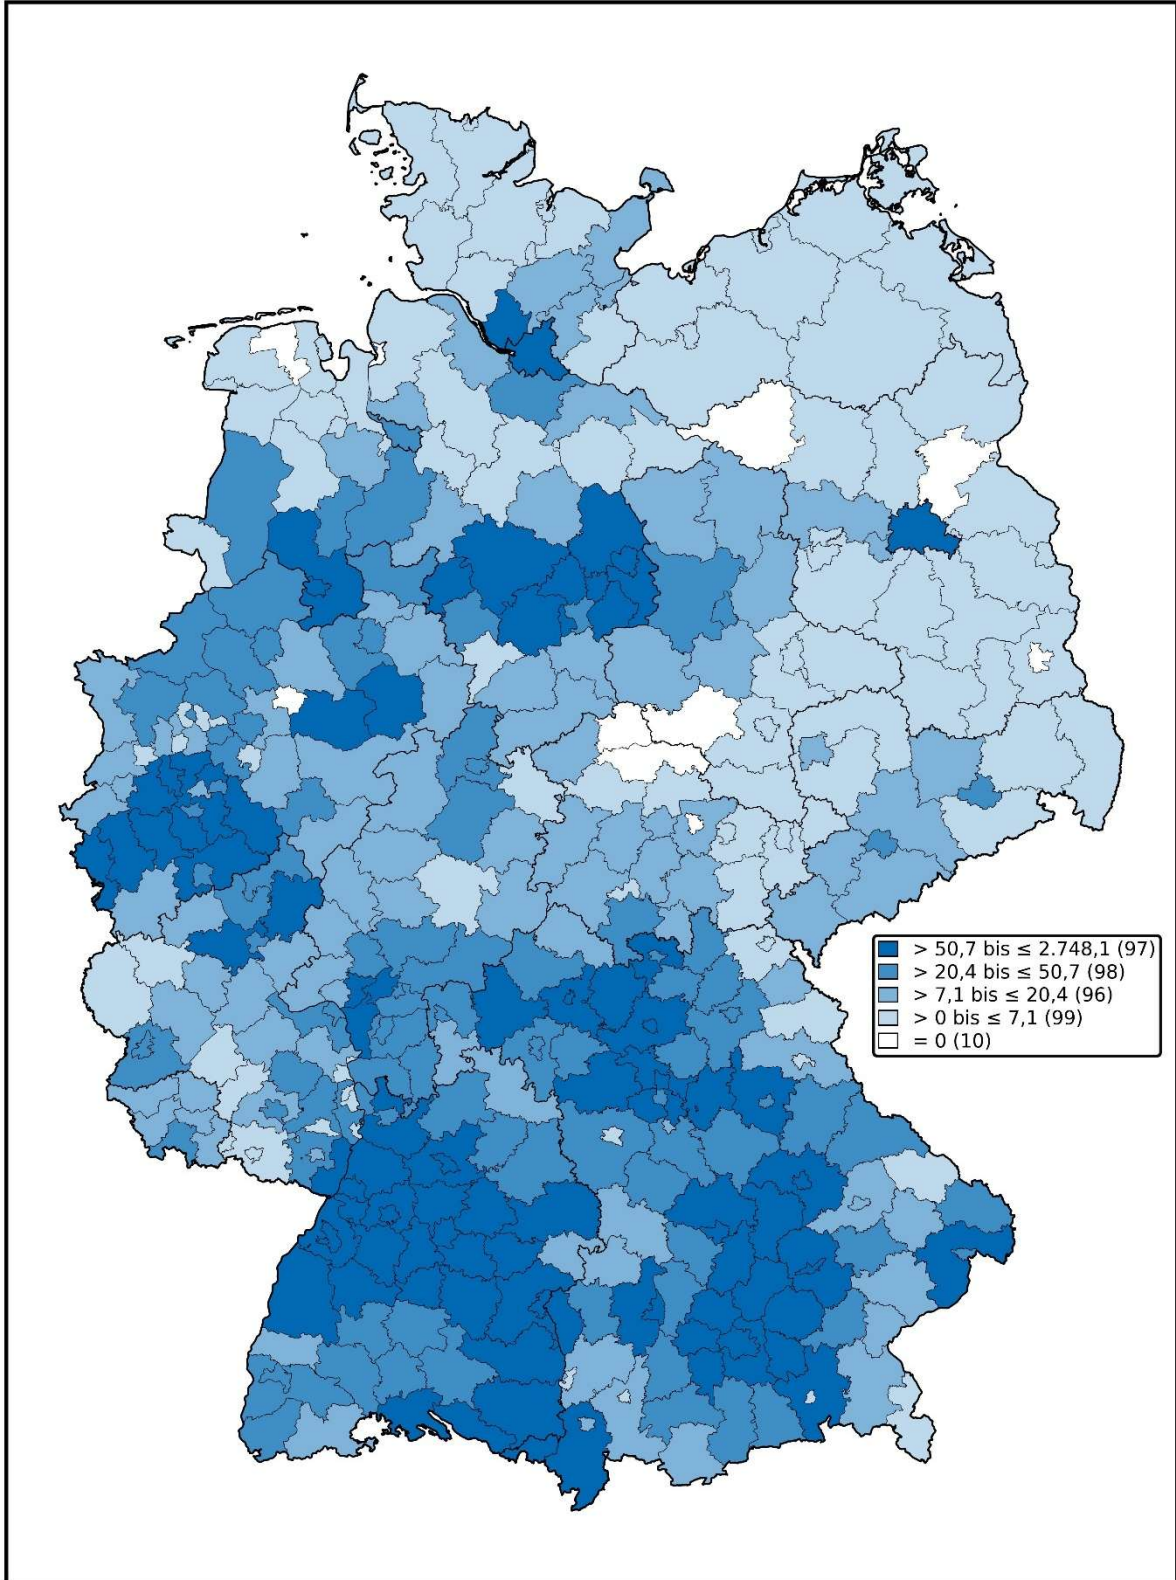 > 50,7 bis ≤ 2.748,1 (97)
> 20,4 bis ≤ 50,7 (98)
> 7,1 bis ≤ 20,4 (96)
> 0 bis ≤ 7,1 (99)
= 0 (10)